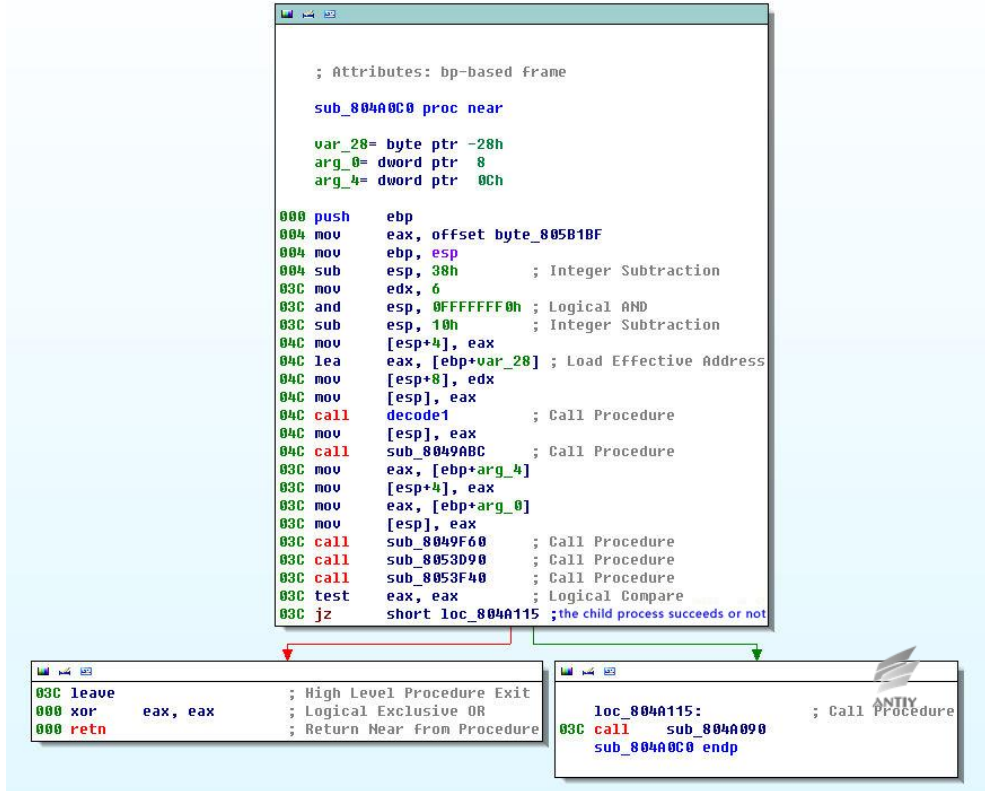 ; Attributes: bp-based frame
sub_804A0C0 proc near
var_28= byte ptr -28h
arg_0= dword ptr  8
arg_4= dword ptr  0Ch
000 push    ebp
004 mov     eax, offset byte_805B1BF
004 mov     ebp, esp
004 sub     esp, 38h        ; Integer Subtraction
03C mov     edx, 6
03C and     esp, 0FFFFFFF0h ; Logical AND
03C sub     esp, 10h        ; Integer Subtraction
04C mov     [esp+4], eax
04C lea     eax, [ebp+var_28] ; Load Effective Address
04C mov     [esp+8], edx
04C mov     [esp], eax
04C call    decode1         ; Call Procedure
04C mov     [esp], eax
04C call    sub_8049ABC     ; Call Procedure
03C mov     eax, [ebp+arg_4]
03C mov     [esp+4], eax
03C mov     eax, [ebp+arg_0]
03C mov     [esp], eax
03C call    sub_8049F60     ; Call Procedure
03C call    sub_8053D90     ; Call Procedure
03C call    sub_8053F40     ; Call Procedure
03C test    eax, eax        ; Logical Compare
03C jz      short loc_804A115 ;the child process succeeds or not
03C leave                   ; High Level Procedure Exit
000 xor     eax, eax        ; Logical Exclusive OR
000 retn                    ; Return Near from Procedure
loc_804A115:            ; Call Procedure
03C call    sub_804A090
sub_804A0C0 endp
ANTIY